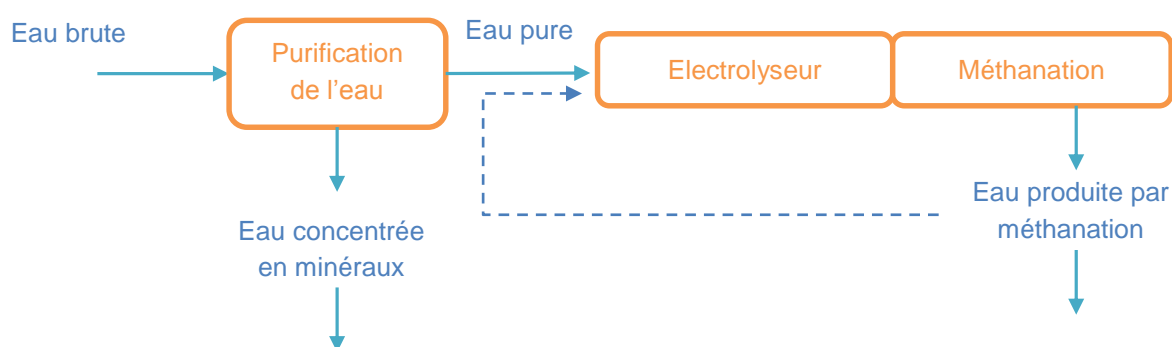 Eau brute
Purification
de l'eau
Eau pure
Electrolyseur
Méthanation
Eau concentrée
en minéraux
Eau produite par
méthanation